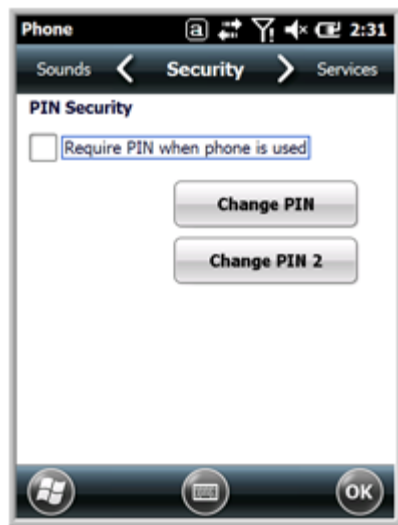 Phone a 2:31
Sounds Security Services
PIN Security
Require PIN when phone is used
Change PIN
Change PIN 2
OK